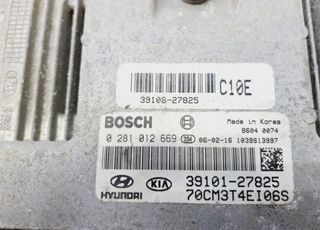 39106-27825 C10E
BOSCH Made in Korea
8604 0074
0 281 012 669 06-02-16 1039S13997
HYUNDAI KIA 39101-27825
70CM3T4EI06S